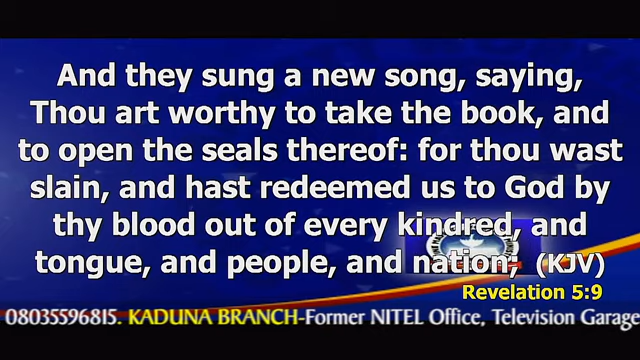 And they sung a new song, saying,
Thou art worthy to take the book, and
to open the seals thereof: for thou wast
slain, and hast redeemed us to God by
thy blood out of every kindred, and
tongue, and people, and nation; (KJV)
Revelation 5:9
08035596815. KADUNA BRANCH-Former NITEL Office, Television Garage